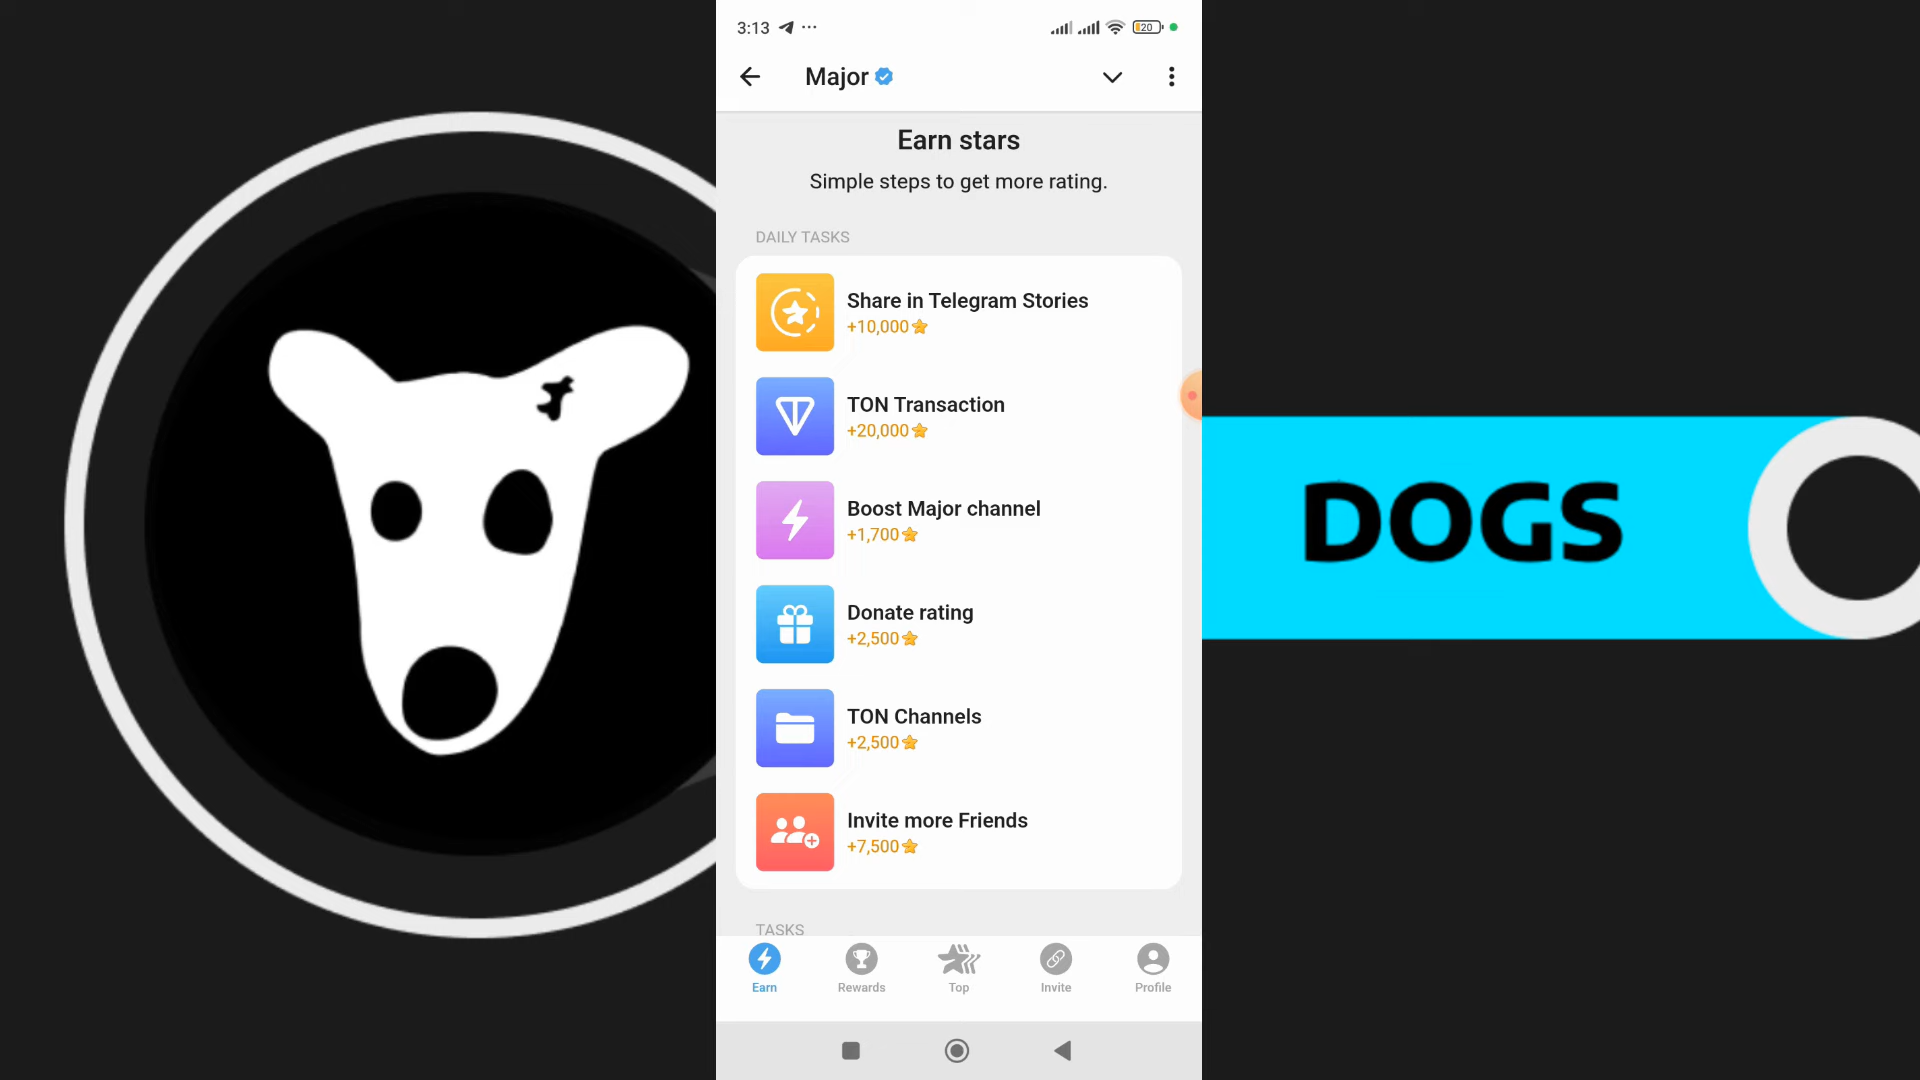 3:13
20
Major
Earn stars
Simple steps to get more rating.
DAILY TASKS
Share in Telegram Stories
+10,000
TON Transaction
+20,000
Boost Major channel
+1,700
Donate rating
+2,500
TON Channels
+2,500
Invite more Friends
+7,500
TASKS
Earn
Rewards
Top
Invite
Profile
DOGS